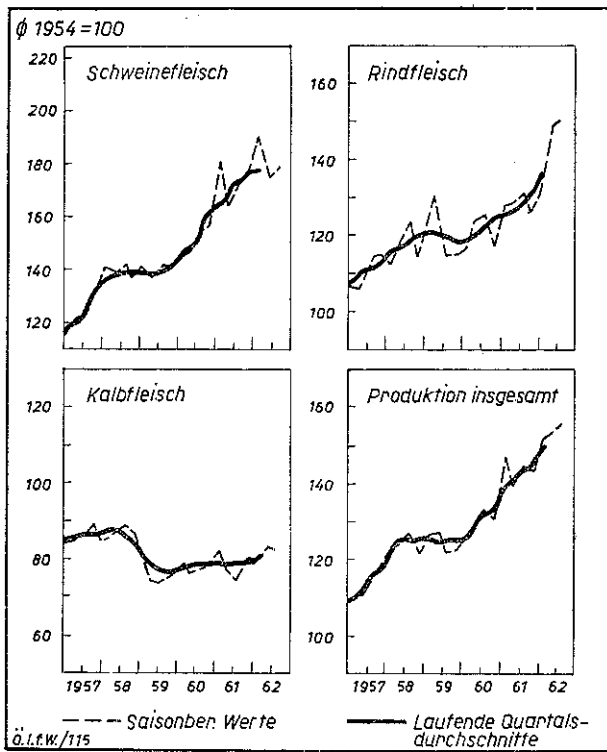 ϕ 1954=100
Schweinefleisch
220
200
180
160
140
120
Rindfleisch
160
140
120
100
Kalbfleisch
120
100
80
60
Produktion insgesamt
160
140
120
100
1957 58 59 60 61 62
1957 58 59 60 61 62
Saisonber. Werte
Laufende Quartals-
durchschnitte
ö.I.f.W./115